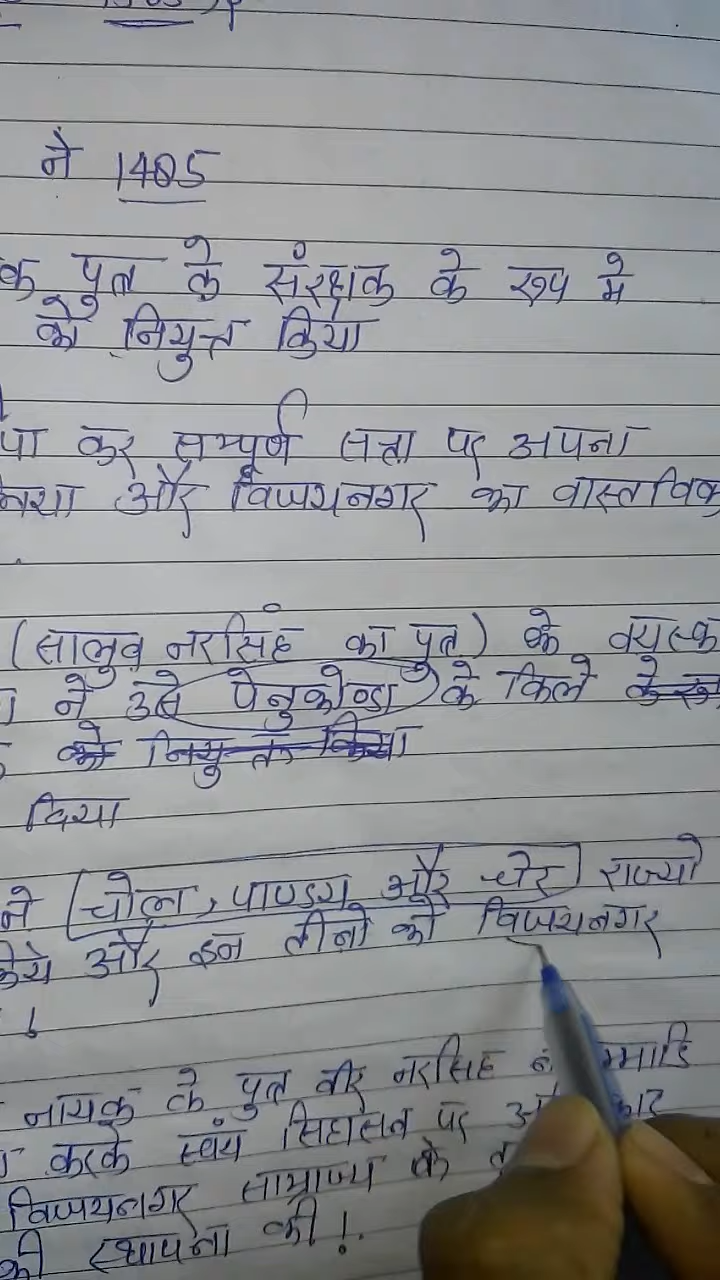 ने 1485
क पुत्र के संरक्षक के रूप मे
को नियुक्त किया
पा कर सम्पूर्ण सत्ता पर अपना
और विजयनगर का वास्तविक
(सालुव नरसिंह का पुत्र) के वयस्क
ने उसे पेनुकोण्डा के किले
को नियुक्त किया
दिया
ने (चोल, पाण्ड्य और चेर) राज्यो
किये और इन तीनो को विजयनगर
!
नायक के पुत्र वीर नरसिंह
करके स्वंय सिंहासन पर
विजयनगर साम्राज्य के
की स्थापना की !.